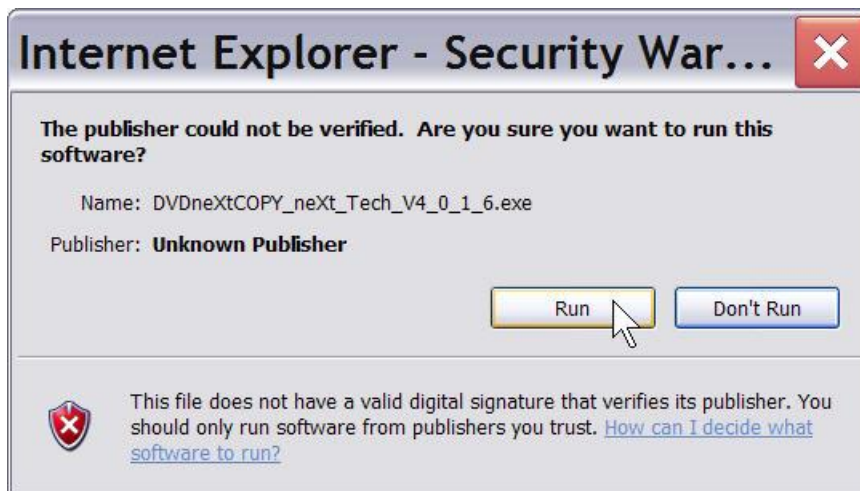 Internet Explorer - Security War...
The publisher could not be verified.  Are you sure you want to run this
software?
Name: DVDneXtCOPY_neXt_Tech_V4_0_1_6.exe
Publisher: Unknown Publisher
Run
Don't Run
This file does not have a valid digital signature that verifies its publisher. You
should only run software from publishers you trust. How can I decide what
software to run?